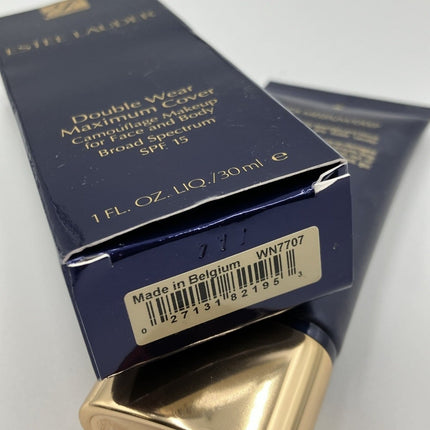 ESTEE LAUDER
Double Wear
Maximum Cover
Camouflage Makeup
for Face and Body
Broad Spectrum
SPF 15
1 FL. OZ. LIQ./30ml ℮
Made in Belgium WN7707
0 27131 82195 3